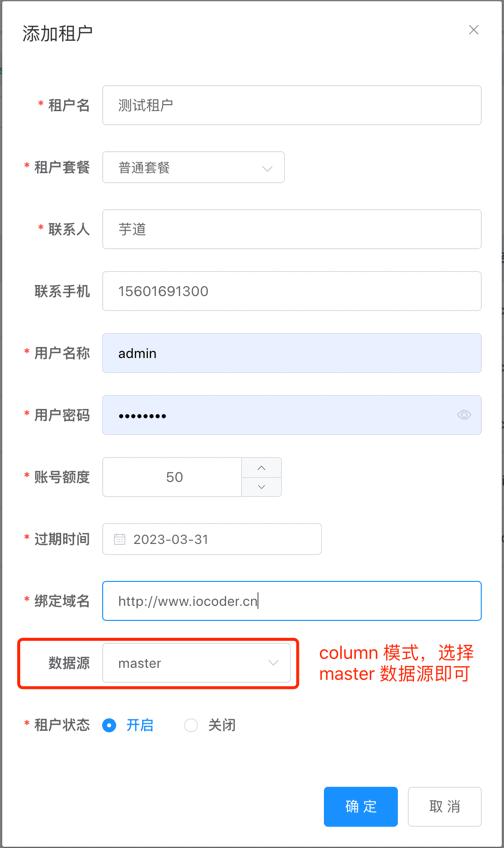 添加租户
* 租户名 测试租户
* 租户套餐 普通套餐
* 联系人 芋道
联系手机 15601691300
* 用户名称 admin
* 用户密码 ••••••••
* 账号额度 50
* 过期时间 2023-03-31
* 绑定域名 http://www.iocoder.cn
数据源 master
column 模式，选择
master 数据源即可
* 租户状态 开启 关闭
确 定 取 消